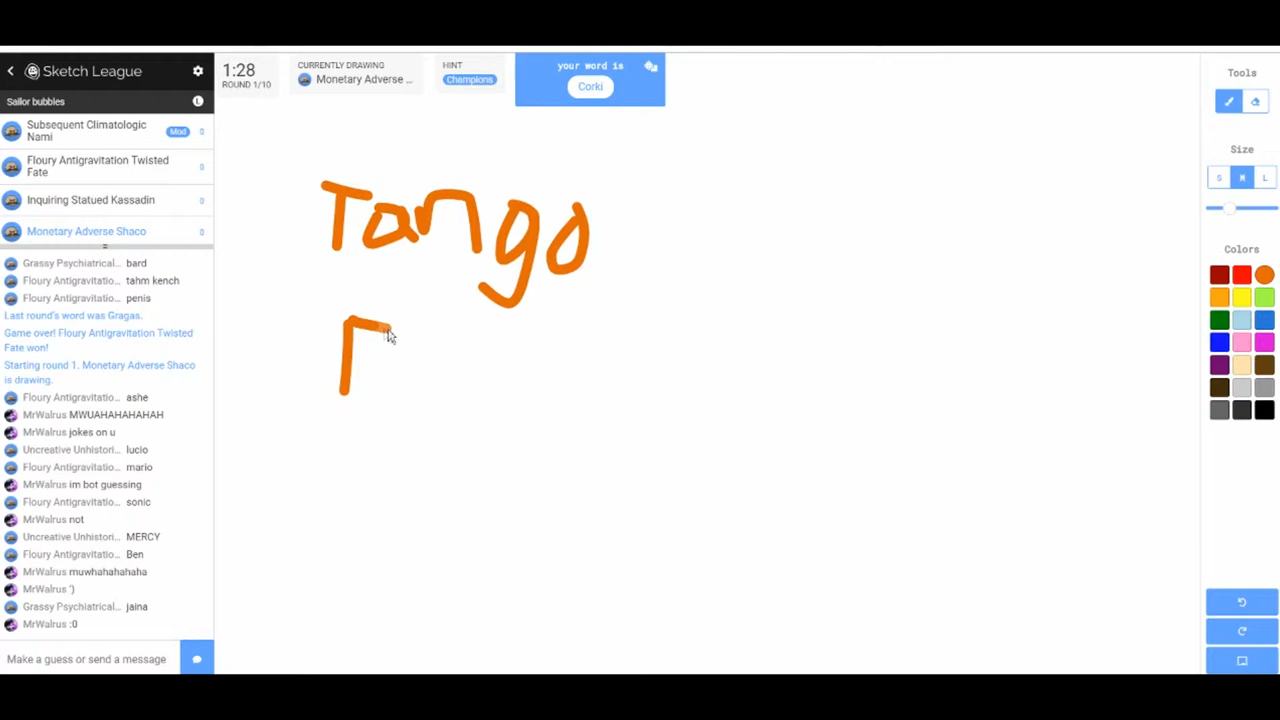 Sketch League
Sailor bubbles
L
Subsequent Climatologic Nami
Mod
0
Floury Antigravitation Twisted Fate
0
Inquiring Statued Kassadin
0
Monetary Adverse Shaco
0
Grassy Psychiatrical... bard
Floury Antigravitatio... tahm kench
Floury Antigravitatio... penis
Last round's word was Gragas.
Game over! Floury Antigravitation Twisted
Fate won!
Starting round 1. Monetary Adverse Shaco
is drawing.
Floury Antigravitatio... ashe
MrWalrus MWUAHAHAHAHAH
MrWalrus jokes on u
Uncreative Unhistori... lucio
Floury Antigravitatio... mario
MrWalrus im bot guessing
Floury Antigravitatio... sonic
MrWalrus not
Uncreative Unhistori... MERCY
Floury Antigravitatio... Ben
MrWalrus muwhahahahaha
MrWalrus ')
Grassy Psychiatrical... jaina
MrWalrus :0
Make a guess or send a message
1:28
ROUND 1/10
CURRENTLY DRAWING
Monetary Adverse ...
HINT
Champions
your word is
Corki
Tango
Tools
Size
S M L
Colors